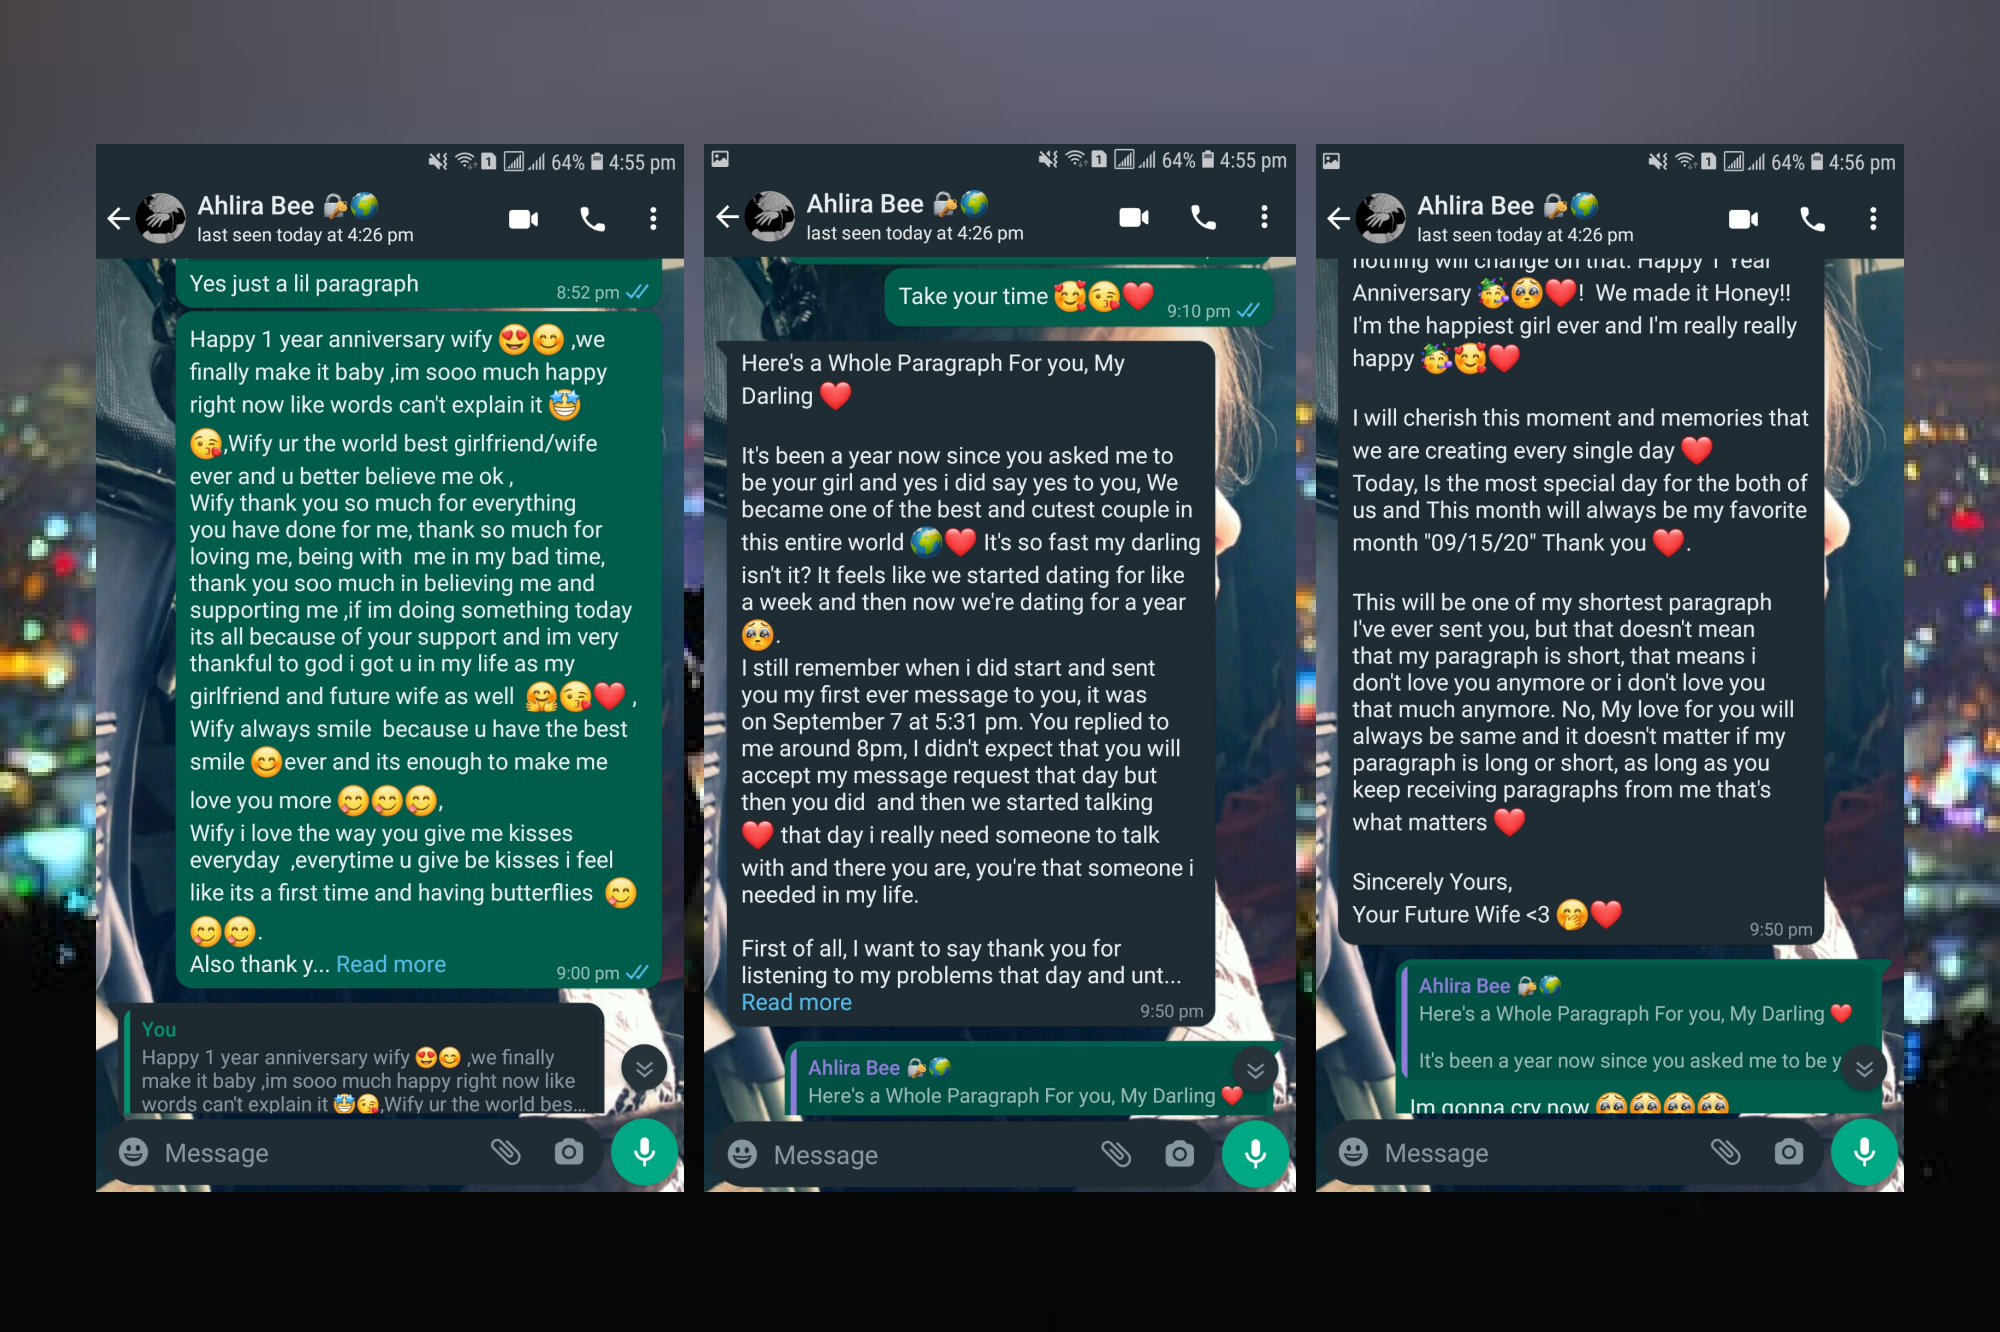 64% 4:55 pm
Ahlira Bee 🔐🌍
last seen today at 4:26 pm
Yes just a lil paragraph
8:52 pm
Happy 1 year anniversary wify 😍😊 ,we
finally make it baby ,im sooo much happy
right now like words can't explain it 🤩
😘,Wify ur the world best girlfriend/wife
ever and u better believe me ok ,
Wify thank you so much for everything
you have done for me, thank so much for
loving me, being with  me in my bad time,
thank you soo much in believing me and
supporting me ,if im doing something today
its all because of your support and im very
thankful to god i got u in my life as my
girlfriend and future wife as well  🤗😘❤️ ,
Wify always smile  because u have the best
smile 😊ever and its enough to make me
love you more 😋😋😋,
Wify i love the way you give me kisses
everyday  ,everytime u give be kisses i feel
like its a first time and having butterflies  😋
😋😋.
Also thank y... Read more
9:00 pm
You
Happy 1 year anniversary wify 😍😊 ,we finally
make it baby ,im sooo much happy right now like
words can't explain it 🤩😘,Wify ur the world bes...
Message
64% 4:55 pm
Ahlira Bee 🔐🌍
last seen today at 4:26 pm
Take your time 🥰😘❤️
9:10 pm
Here's a Whole Paragraph For you, My
Darling ❤️
It's been a year now since you asked me to
be your girl and yes i did say yes to you, We
became one of the best and cutest couple in
this entire world 🌍❤️ It's so fast my darling
isn't it? It feels like we started dating for like
a week and then now we're dating for a year
🥺.
I still remember when i did start and sent
you my first ever message to you, it was
on September 7 at 5:31 pm. You replied to
me around 8pm, I didn't expect that you will
accept my message request that day but
then you did  and then we started talking
❤️ that day i really need someone to talk
with and there you are, you're that someone i
needed in my life.
First of all, I want to say thank you for
listening to my problems that day and unt...
Read more
9:50 pm
Ahlira Bee 🔐🌍
Here's a Whole Paragraph For you, My Darling ❤️
Message
64% 4:56 pm
Ahlira Bee 🔐🌍
last seen today at 4:26 pm
nothing will change on that. Happy 1 Year
Anniversary 🥳🥺❤️!  We made it Honey!!
I'm the happiest girl ever and I'm really really
happy 🥳🥰❤️
I will cherish this moment and memories that
we are creating every single day ❤️
Today, Is the most special day for the both of
us and This month will always be my favorite
month "09/15/20" Thank you ❤️.
This will be one of my shortest paragraph
I've ever sent you, but that doesn't mean
that my paragraph is short, that means i
don't love you anymore or i don't love you
that much anymore. No, My love for you will
always be same and it doesn't matter if my
paragraph is long or short, as long as you
keep receiving paragraphs from me that's
what matters ❤️
Sincerely Yours,
Your Future Wife <3 🤭❤️
9:50 pm
Ahlira Bee 🔐🌍
Here's a Whole Paragraph For you, My Darling ❤️
It's been a year now since you asked me to be y
Im gonna cry now 🥺🥺🥺🥺
Message